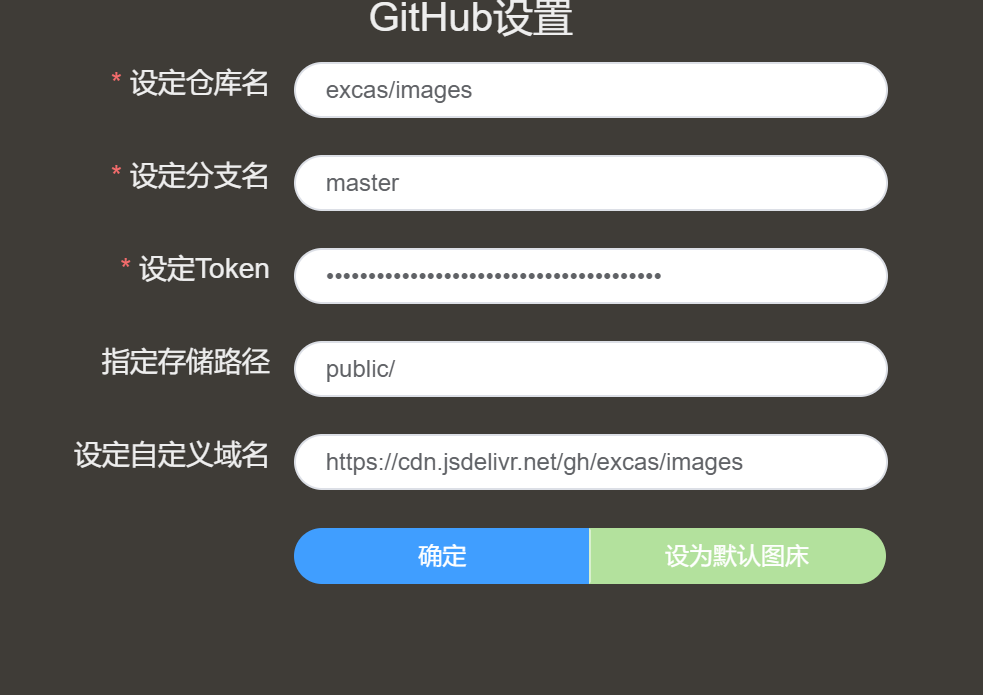 GitHub设置
* 设定仓库名 excas/images
* 设定分支名 master
* 设定Token ••••••••••••••••••••••••••••••••••••••••
指定存储路径 public/
设定自定义域名 https://cdn.jsdelivr.net/gh/excas/images
确定 设为默认图床